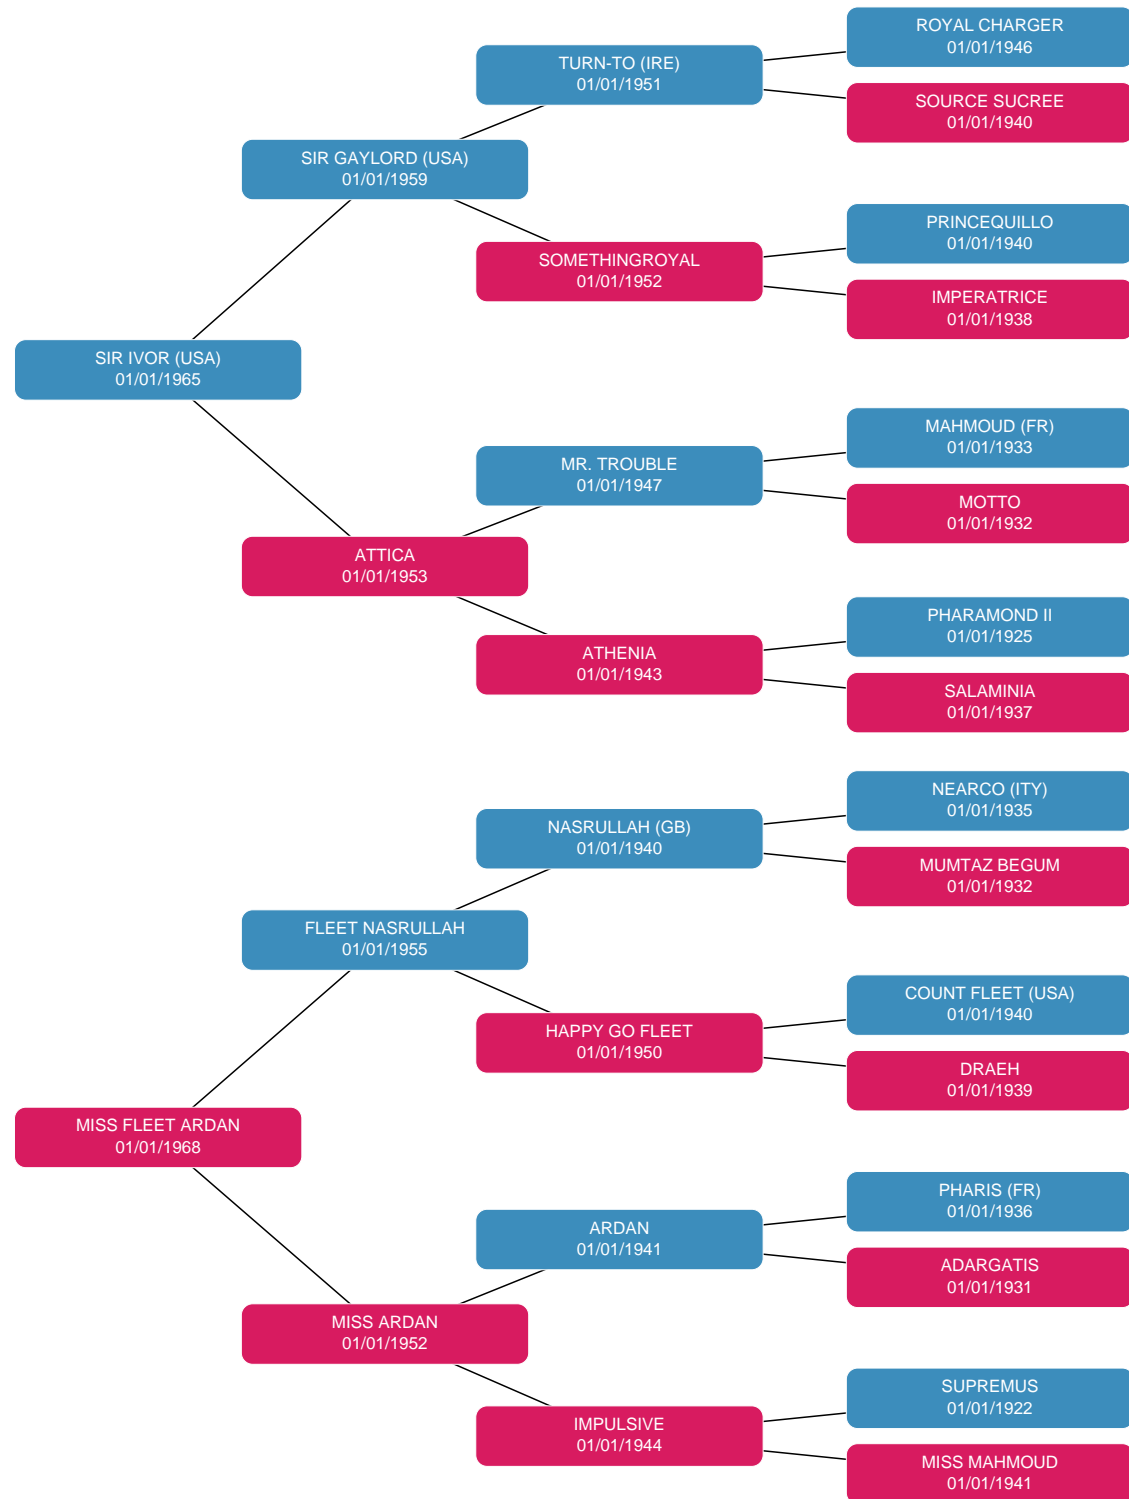 ROYAL CHARGER
01/01/1946
TURN-TO (IRE)
01/01/1951
SOURCE SUCREE
01/01/1940
SIR GAYLORD (USA)
01/01/1959
PRINCEQUILLO
01/01/1940
SOMETHINGROYAL
01/01/1952
IMPERATRICE
01/01/1938
SIR IVOR (USA)
01/01/1965
MAHMOUD (FR)
01/01/1933
MR. TROUBLE
01/01/1947
MOTTO
01/01/1932
ATTICA
01/01/1953
PHARAMOND II
01/01/1925
ATHENIA
01/01/1943
SALAMINIA
01/01/1937
NEARCO (ITY)
01/01/1935
NASRULLAH (GB)
01/01/1940
MUMTAZ BEGUM
01/01/1932
FLEET NASRULLAH
01/01/1955
COUNT FLEET (USA)
01/01/1940
HAPPY GO FLEET
01/01/1950
DRAEH
01/01/1939
MISS FLEET ARDAN
01/01/1968
PHARIS (FR)
01/01/1936
ARDAN
01/01/1941
ADARGATIS
01/01/1931
MISS ARDAN
01/01/1952
SUPREMUS
01/01/1922
IMPULSIVE
01/01/1944
MISS MAHMOUD
01/01/1941